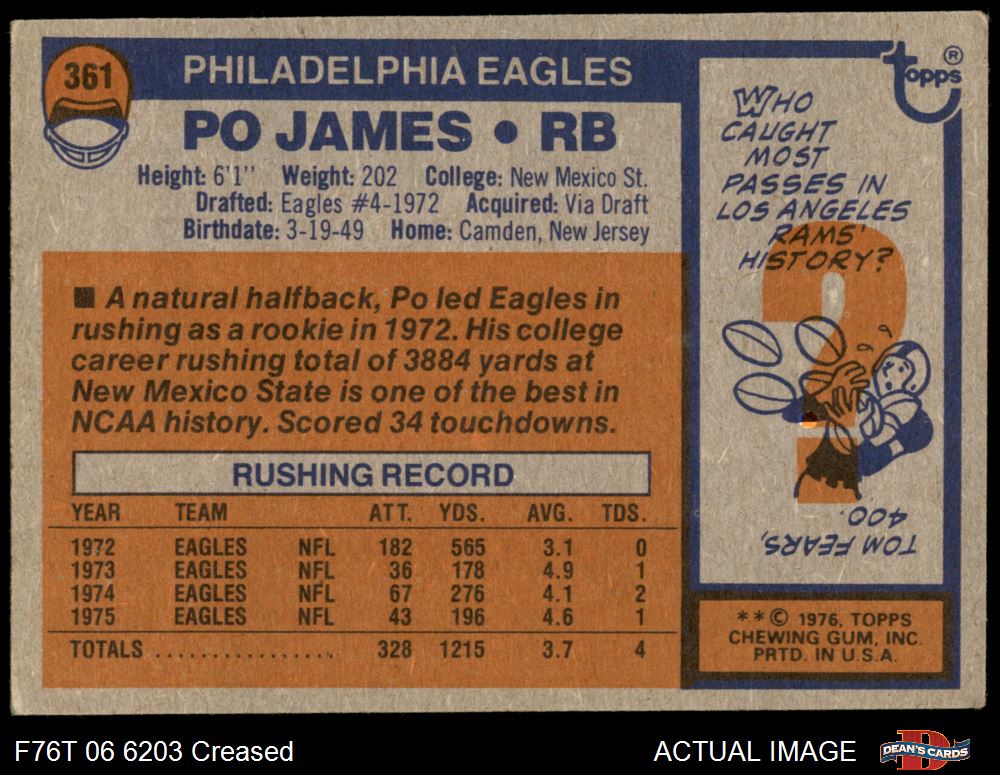 361
PHILADELPHIA EAGLES
PO JAMES • RB
Height: 6'1" Weight: 202 College: New Mexico St.
Drafted: Eagles #4-1972 Acquired: Via Draft
Birthdate: 3-19-49 Home: Camden, New Jersey
■ A natural halfback, Po led Eagles in
rushing as a rookie in 1972. His college
career rushing total of 3884 yards at
New Mexico State is one of the best in
NCAA history. Scored 34 touchdowns.
RUSHING RECORD
YEAR TEAM ATT. YDS. AVG. TDS.
1972 EAGLES NFL 182 565 3.1 0
1973 EAGLES NFL 36 178 4.9 1
1974 EAGLES NFL 67 276 4.1 2
1975 EAGLES NFL 43 196 4.6 1
TOTALS ................. 328 1215 3.7 4
topps®
WHO
CAUGHT
MOST
PASSES IN
LOS ANGELES
RAMS'
HISTORY?
?
TOM FEARS,
400.
**© 1976, TOPPS
CHEWING GUM, INC.
PRTD. IN U.S.A.
F76T 06 6203 Creased
ACTUAL IMAGE
D
DEAN'S CARDS